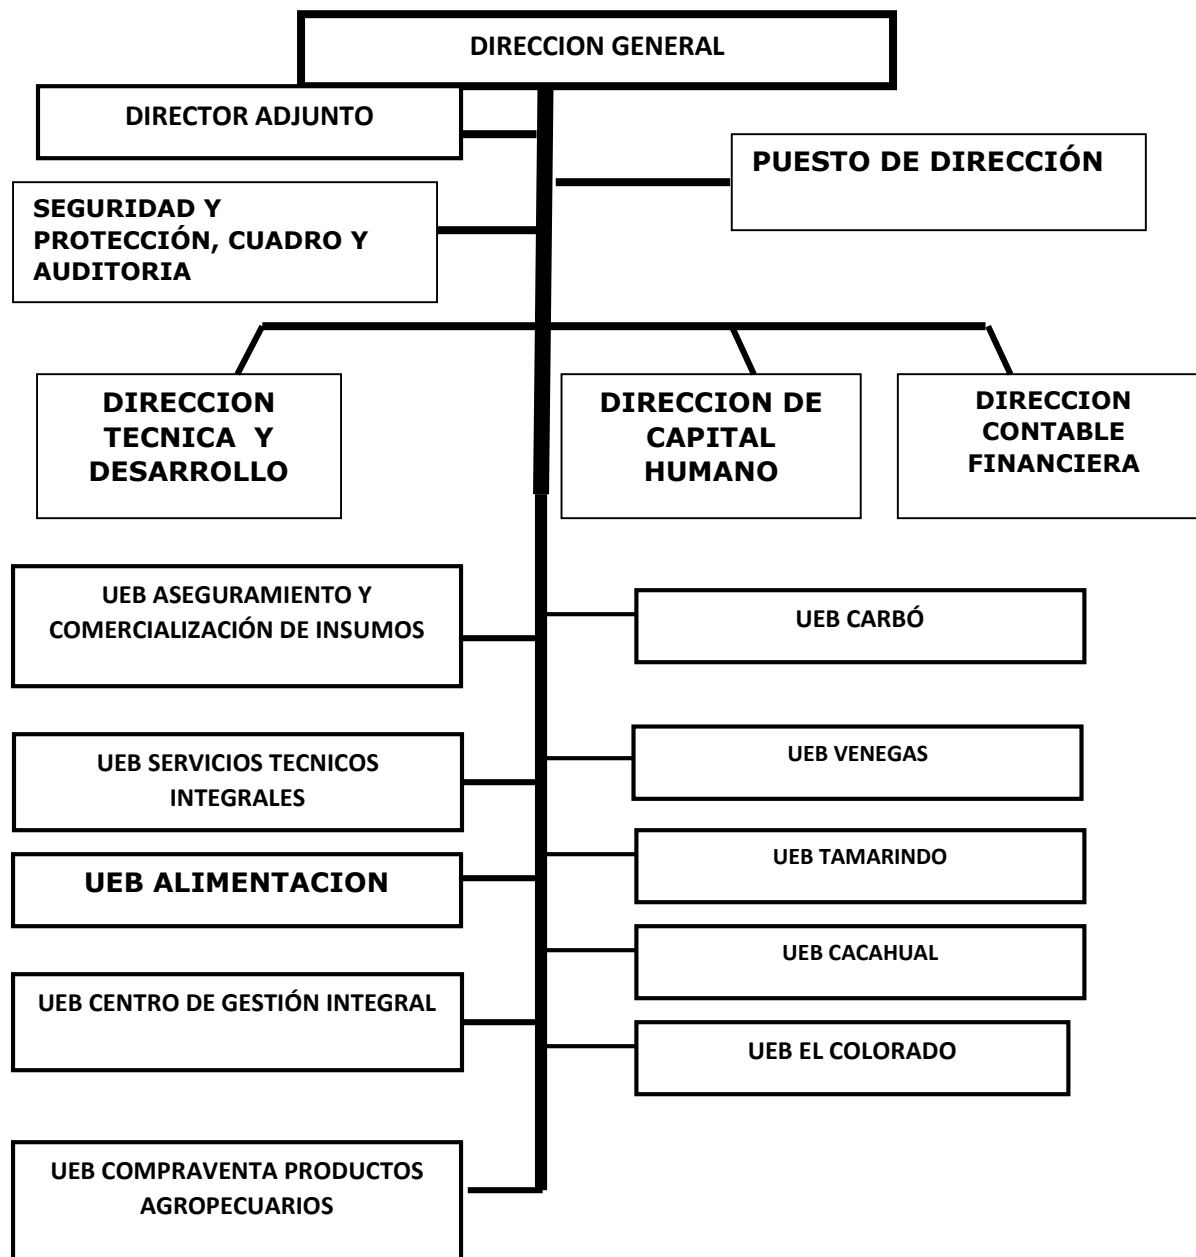 DIRECCION GENERAL
DIRECTOR ADJUNTO
PUESTO DE DIRECCIÓN
SEGURIDAD Y
PROTECCIÓN, CUADRO Y
AUDITORIA
DIRECCION
TECNICA Y
DESARROLLO
DIRECCION DE
CAPITAL
HUMANO
DIRECCION
CONTABLE
FINANCIERA
UEB ASEGURAMIENTO Y
COMERCIALIZACIÓN DE INSUMOS
UEB CARBÓ
UEB SERVICIOS TECNICOS
INTEGRALES
UEB VENEGAS
UEB ALIMENTACION
UEB TAMARINDO
UEB CENTRO DE GESTIÓN INTEGRAL
UEB CACAHUAL
UEB EL COLORADO
UEB COMPRAVENTA PRODUCTOS
AGROPECUARIOS